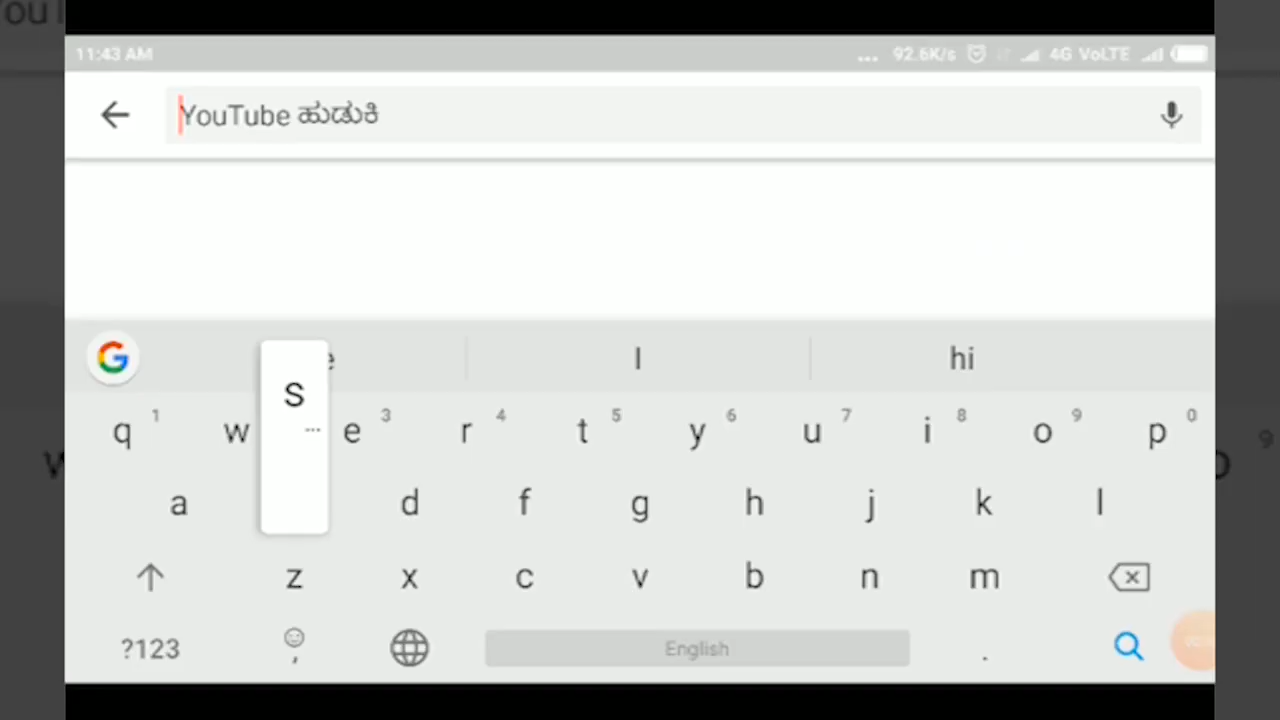 11:43 AM ... 92.6K/s 4G VoLTE
YouTube ಹುಡುಕಿ
I hi
q 1 w e 3 r 4 t 5 y 6 u 7 i 8 o 9 p 0
S ...
a d f g h j k l
z x c v b n m
?123 , English .